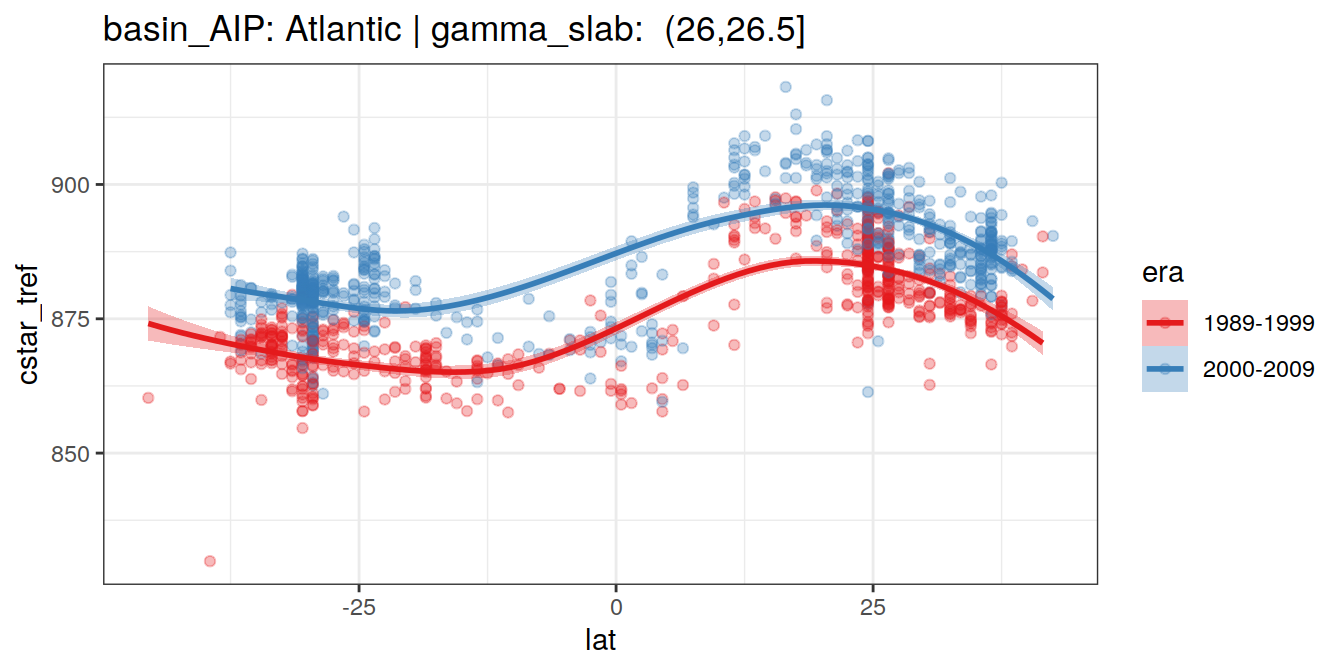 basin_AIP: Atlantic | gamma_slab:  (26,26.5]
900
875
850
cstar_tref
-25
0
25
lat
era
1989-1999
2000-2009